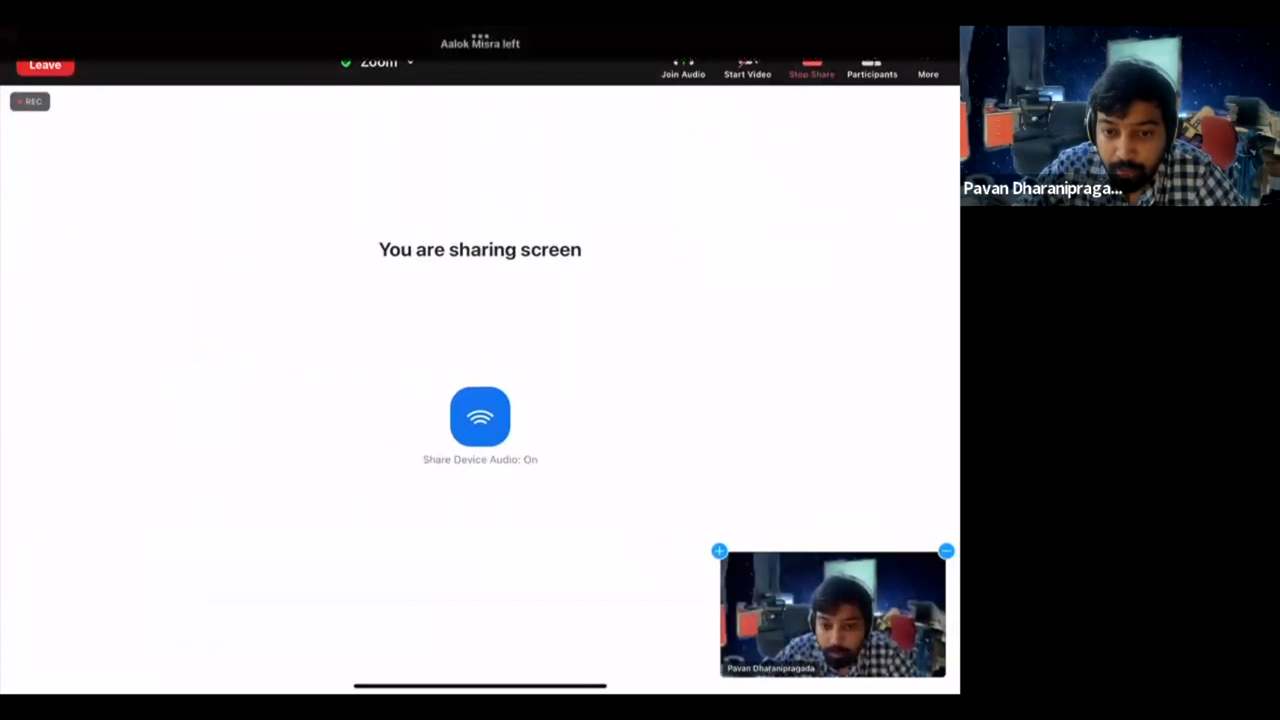 Aalok Misra left
Leave
Zoom
Join Audio
Start Video
Stop Share
Participants
More
REC
Pavan Dharanipraga...
You are sharing screen
Share Device Audio: On
Pavan Dharanipragada